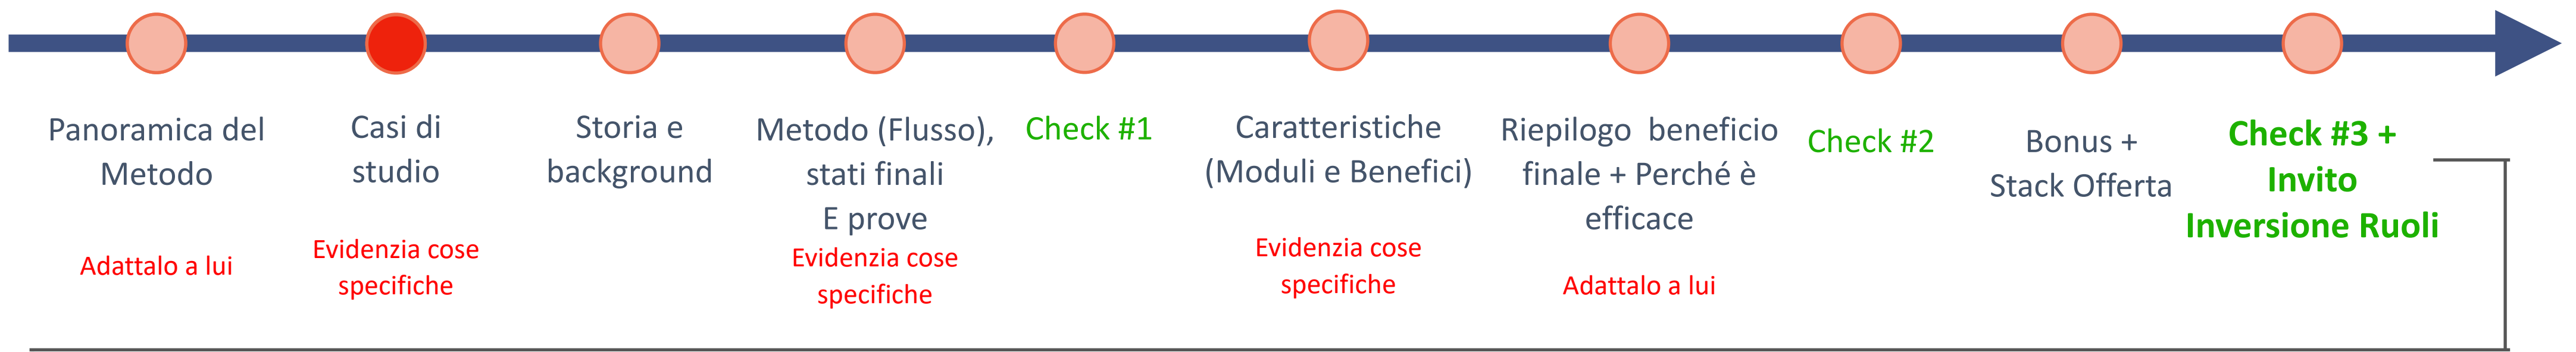 Panoramica del
Metodo
Adattalo a lui
Casi di
studio
Evidenzia cose
specifiche
Storia e
background
Metodo (Flusso),
stati finali
E prove
Evidenzia cose
specifiche
Check #1
Caratteristiche
(Moduli e Benefici)
Evidenzia cose
specifiche
Riepilogo  beneficio
finale + Perché è
efficace
Adattalo a lui
Check #2
Bonus +
Stack Offerta
Check #3 +
Invito
Inversione Ruoli